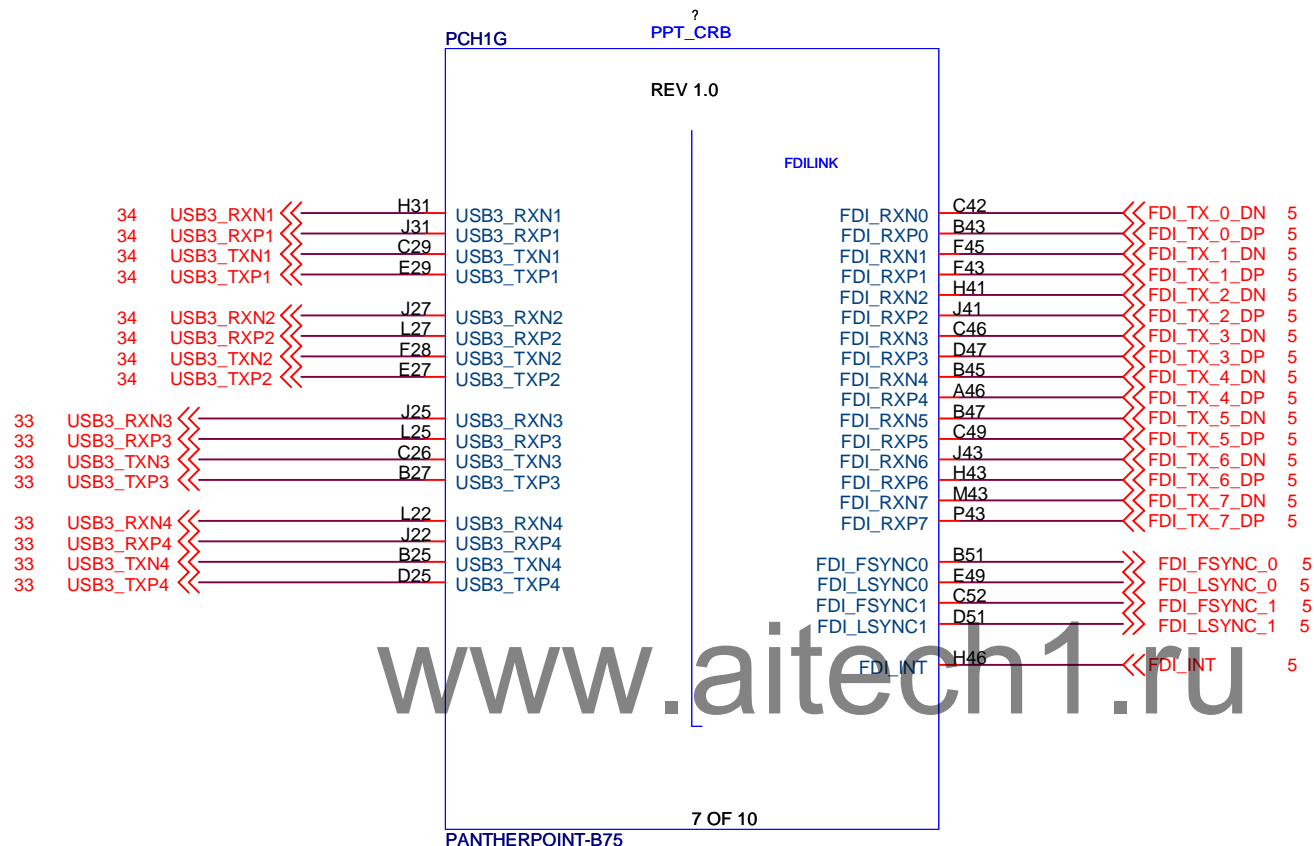 ?
PPT_CRB
PCH1G
REV 1.0
FDILINK
34 USB3_RXN1 H31 USB3_RXN1
34 USB3_RXP1 J31 USB3_RXP1
34 USB3_TXN1 C29 USB3_TXN1
34 USB3_TXP1 E29 USB3_TXP1
34 USB3_RXN2 J27 USB3_RXN2
34 USB3_RXP2 L27 USB3_RXP2
34 USB3_TXN2 F28 USB3_TXN2
34 USB3_TXP2 E27 USB3_TXP2
33 USB3_RXN3 J25 USB3_RXN3
33 USB3_RXP3 L25 USB3_RXP3
33 USB3_TXN3 C26 USB3_TXN3
33 USB3_TXP3 B27 USB3_TXP3
33 USB3_RXN4 L22 USB3_RXN4
33 USB3_RXP4 J22 USB3_RXP4
33 USB3_TXN4 B25 USB3_TXN4
33 USB3_TXP4 D25 USB3_TXP4
FDI_RXN0 C42 FDI_TX_0_DN 5
FDI_RXP0 B43 FDI_TX_0_DP 5
FDI_RXN1 F45 FDI_TX_1_DN 5
FDI_RXP1 F43 FDI_TX_1_DP 5
FDI_RXN2 H41 FDI_TX_2_DN 5
FDI_RXP2 J41 FDI_TX_2_DP 5
FDI_RXN3 C46 FDI_TX_3_DN 5
FDI_RXP3 D47 FDI_TX_3_DP 5
FDI_RXN4 B45 FDI_TX_4_DN 5
FDI_RXP4 A46 FDI_TX_4_DP 5
FDI_RXN5 B47 FDI_TX_5_DN 5
FDI_RXP5 C49 FDI_TX_5_DP 5
FDI_RXN6 J43 FDI_TX_6_DN 5
FDI_RXP6 H43 FDI_TX_6_DP 5
FDI_RXN7 M43 FDI_TX_7_DN 5
FDI_RXP7 P43 FDI_TX_7_DP 5
FDI_FSYNC0 B51 FDI_FSYNC_0 5
FDI_LSYNC0 E49 FDI_LSYNC_0 5
FDI_FSYNC1 C52 FDI_FSYNC_1 5
FDI_LSYNC1 D51 FDI_LSYNC_1 5
FDI_INT H46 FDI_INT 5
www.aitech1.ru
7 OF 10
PANTHERPOINT-B75